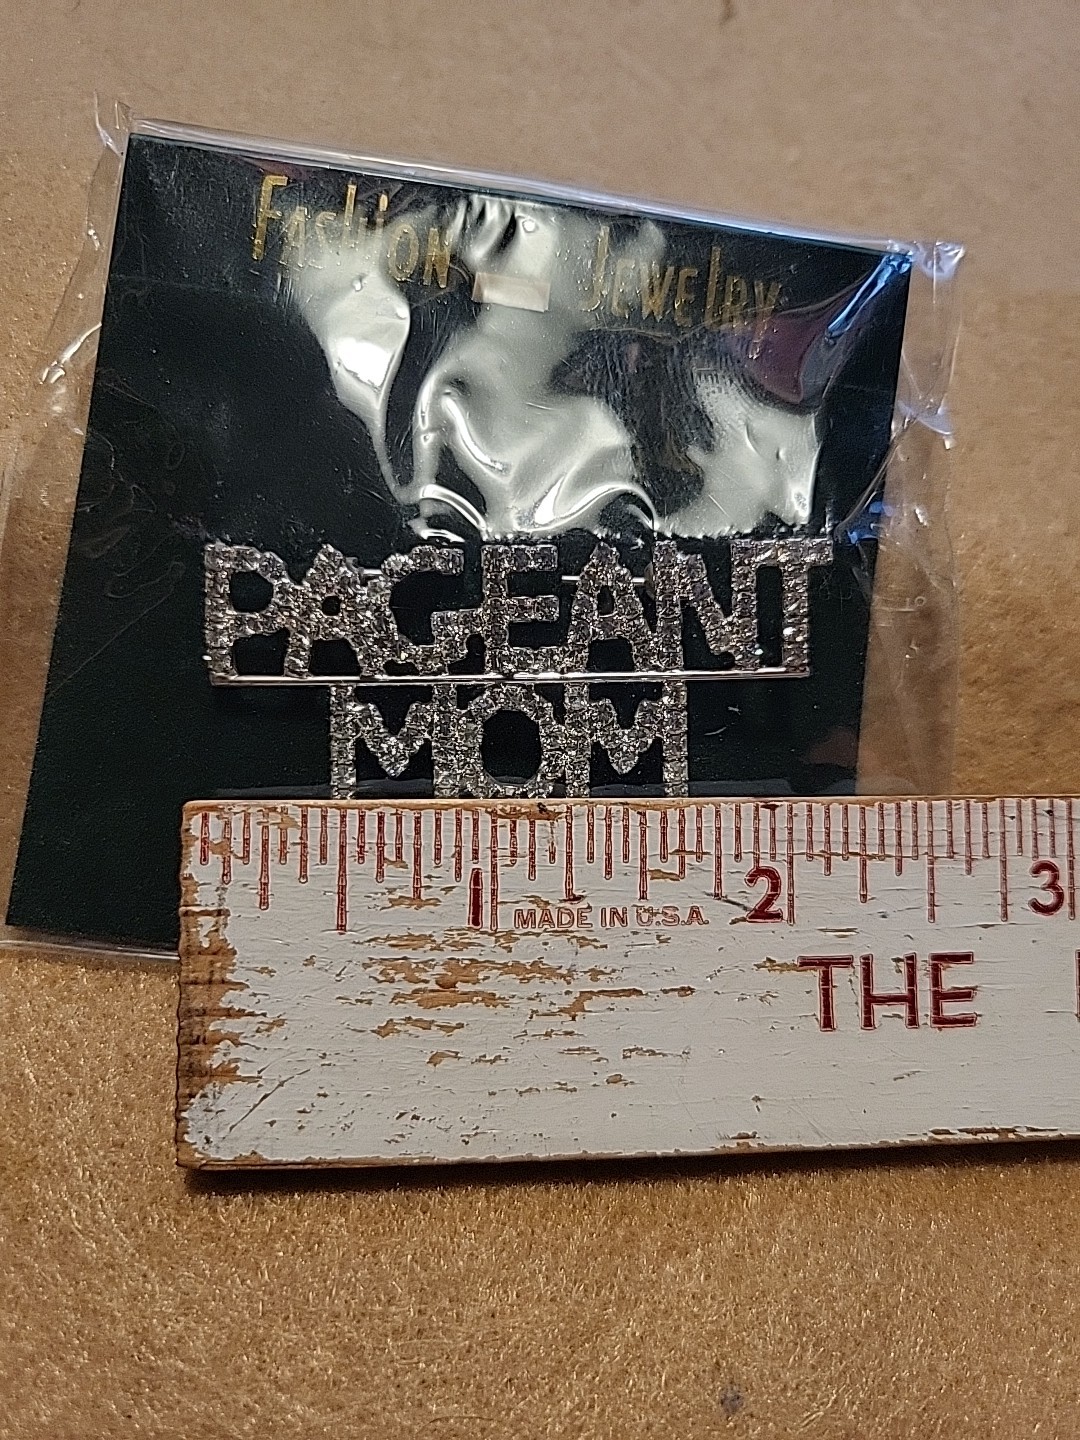 Fashion Jewelry
PAGEANT
MOM
1 2 3
MADE IN U.S.A.
THE